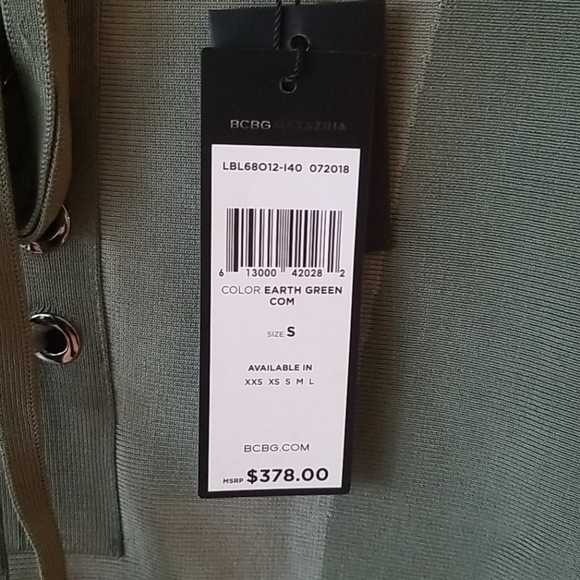 BCBGMAXAZRIA
LBL68O12-I40 072018
6 13000 42028 2
COLOR EARTH GREEN
COM
SIZE S
AVAILABLE IN
XXS XS S M L
BCBG.COM
MSRP $378.00